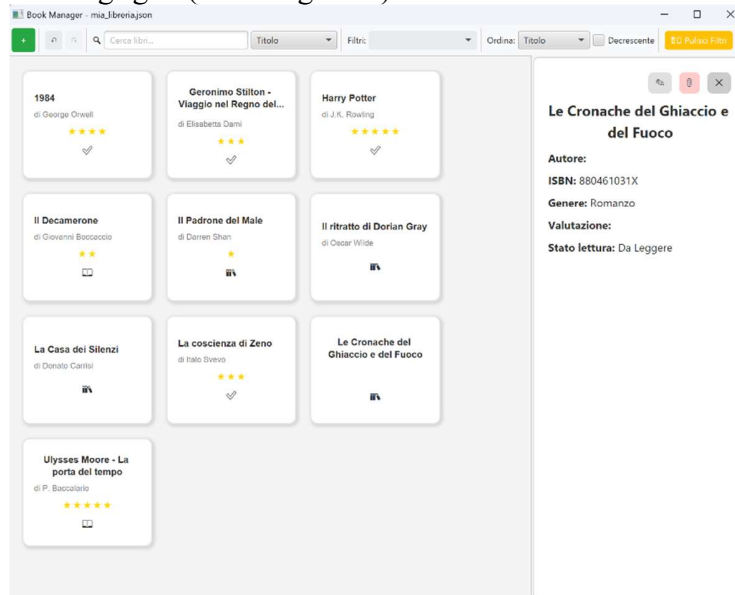 Book Manager - mia_libreria.json
+
Cerca libri...
Titolo
Filtri:
Ordina: Titolo
Decrescente
Pulisci Filtri
1984
di George Orwell
Geronimo Stilton -
Viaggio nel Regno del...
di Elisabetta Dami
Harry Potter
di J.K. Rowling
Il Decamerone
di Giovanni Boccaccio
Il Padrone del Male
di Darren Shan
Il ritratto di Dorian Gray
di Oscar Wilde
La Casa dei Silenzi
di Donato Carrisi
La coscienza di Zeno
di Italo Svevo
Le Cronache del
Ghiaccio e del Fuoco
Ulysses Moore - La
porta del tempo
di P. Baccalario
Le Cronache del Ghiaccio e
del Fuoco
Autore:
ISBN: 880461031X
Genere: Romanzo
Valutazione:
Stato lettura: Da Leggere